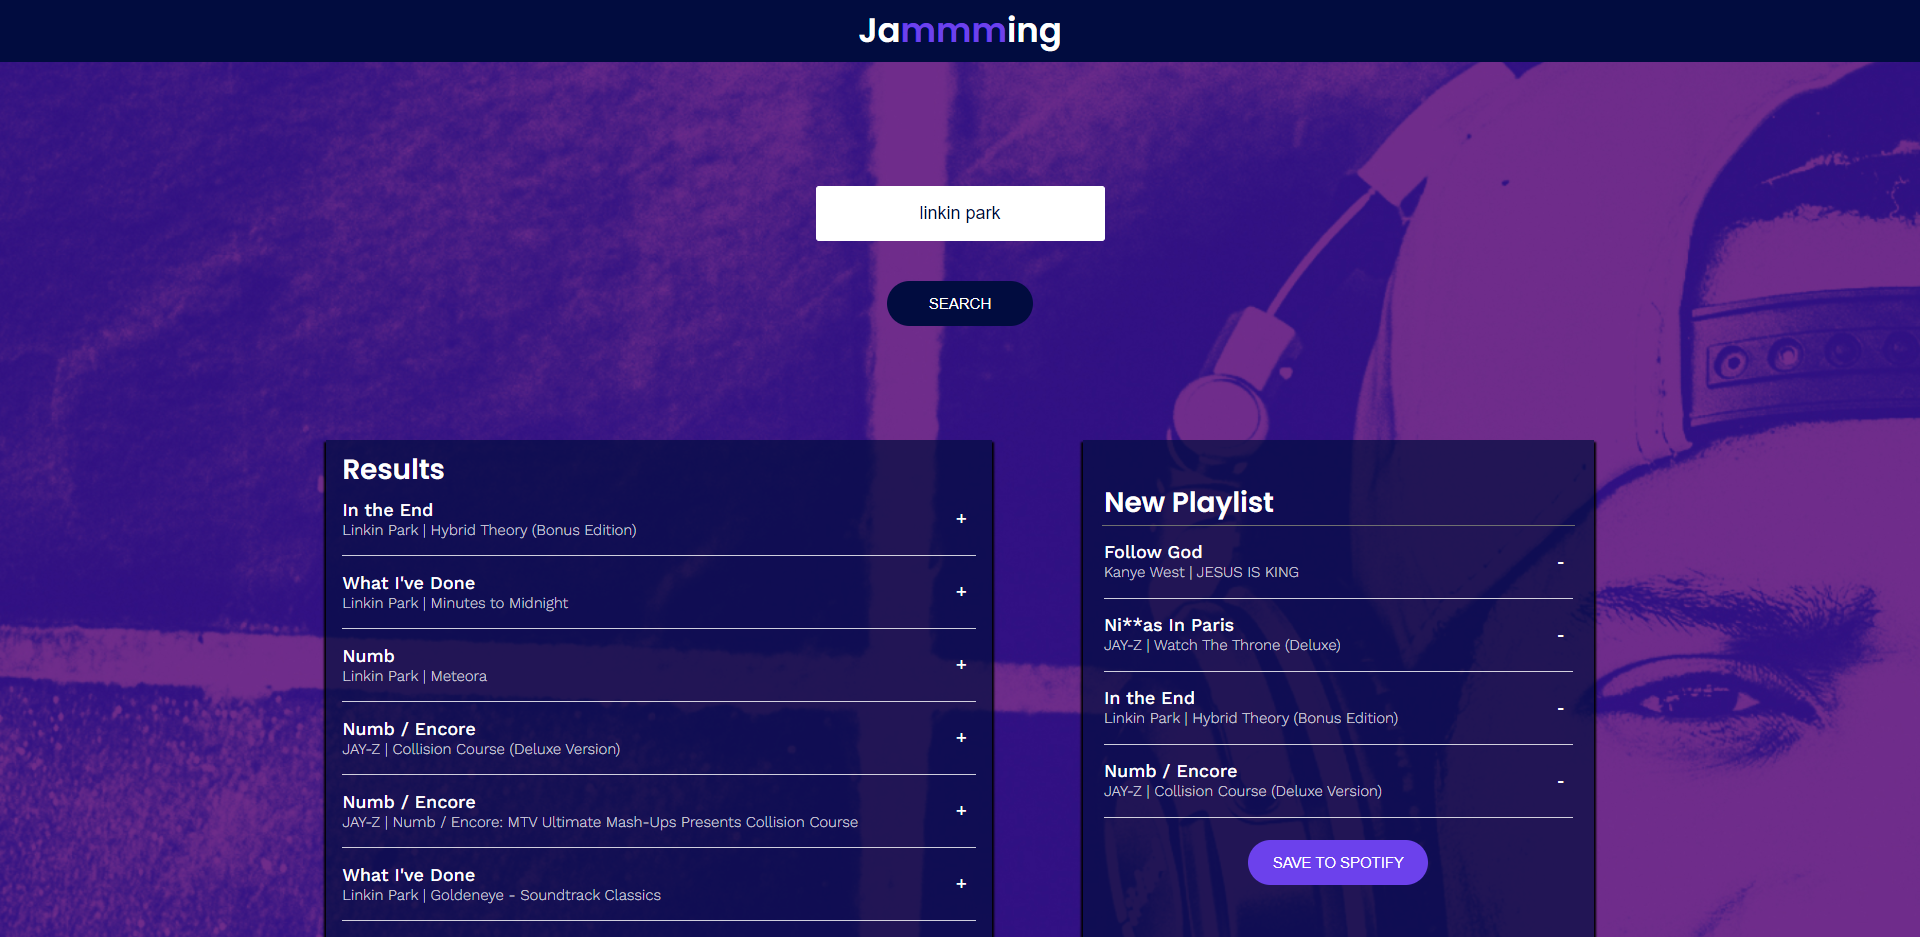 Jammming
linkin park
SEARCH
Results
In the End
Linkin Park | Hybrid Theory (Bonus Edition)
+
What I've Done
Linkin Park | Minutes to Midnight
+
Numb
Linkin Park | Meteora
+
Numb / Encore
JAY-Z | Collision Course (Deluxe Version)
+
Numb / Encore
JAY-Z | Numb / Encore: MTV Ultimate Mash-Ups Presents Collision Course
+
What I've Done
Linkin Park | Goldeneye - Soundtrack Classics
+
New Playlist
Follow God
Kanye West | JESUS IS KING
-
Ni**as In Paris
JAY-Z | Watch The Throne (Deluxe)
-
In the End
Linkin Park | Hybrid Theory (Bonus Edition)
-
Numb / Encore
JAY-Z | Collision Course (Deluxe Version)
-
SAVE TO SPOTIFY